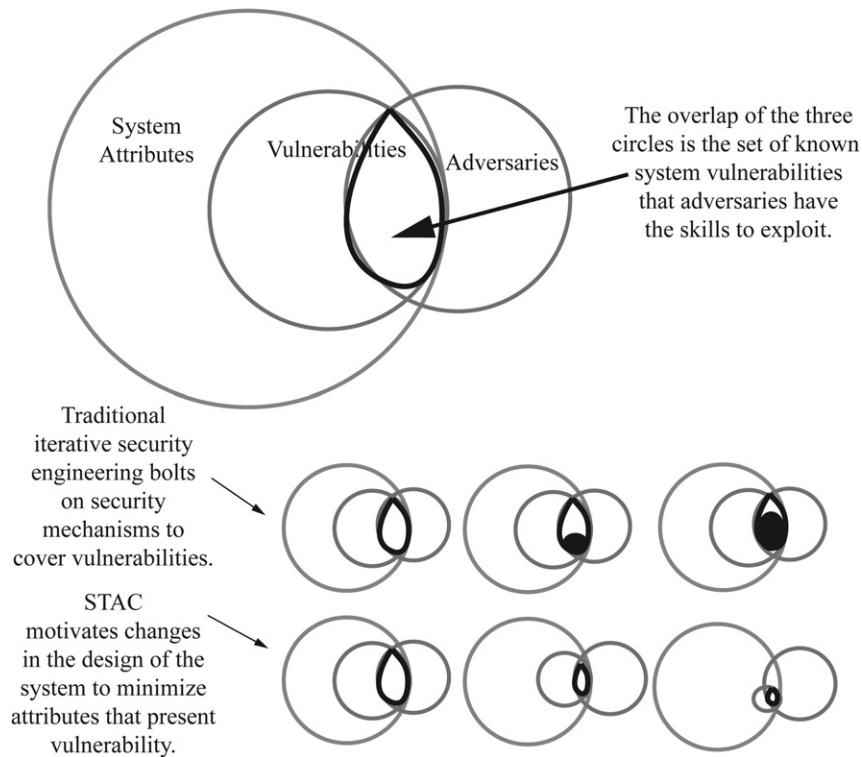 System
Attributes
Vulnerabilities
Adversaries
The overlap of the three
circles is the set of known
system vulnerabilities
that adversaries have
the skills to exploit.
Traditional
iterative security
engineering bolts
on security
mechanisms to
cover vulnerabilities.
STAC
motivates changes
in the design of the
system to minimize
attributes that present
vulnerability.